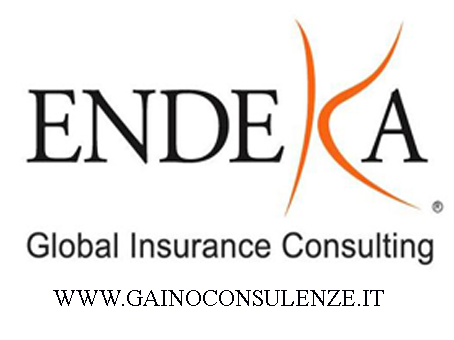 ENDEKA®
Global Insurance Consulting
WWW.GAINOCONSULENZE.IT